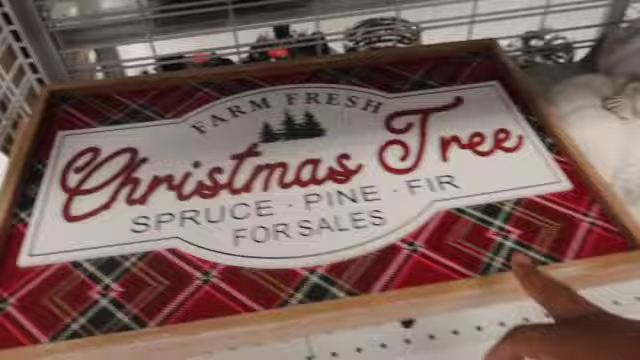 FARM FRESH
Christmas Tree
SPRUCE · PINE · FIR
FOR SALES